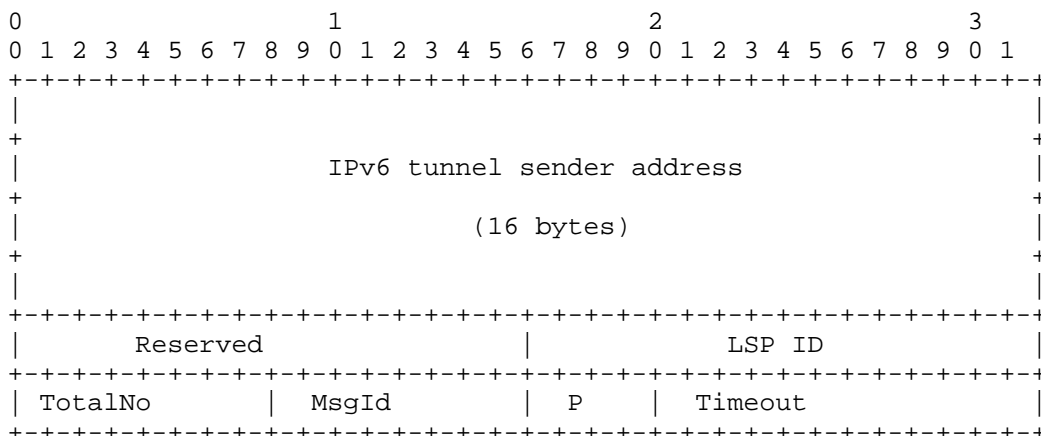 0                   1                   2                   3
0 1 2 3 4 5 6 7 8 9 0 1 2 3 4 5 6 7 8 9 0 1 2 3 4 5 6 7 8 9 0 1
+-+-+-+-+-+-+-+-+-+-+-+-+-+-+-+-+-+-+-+-+-+-+-+-+-+-+-+-+-+-+-+-+
|                                                               |
+                                                               +
|                   IPv6 tunnel sender address                  |
+                                                               +
|                            (16 bytes)                         |
+                                                               +
|                                                               |
+-+-+-+-+-+-+-+-+-+-+-+-+-+-+-+-+-+-+-+-+-+-+-+-+-+-+-+-+-+-+-+-+
|       Reserved                |            LSP ID             |
+-+-+-+-+-+-+-+-+-+-+-+-+-+-+-+-+-+-+-+-+-+-+-+-+-+-+-+-+-+-+-+-+
| TotalNo       | MsgId         | P     | Timeout               |
+-+-+-+-+-+-+-+-+-+-+-+-+-+-+-+-+-+-+-+-+-+-+-+-+-+-+-+-+-+-+-+-+